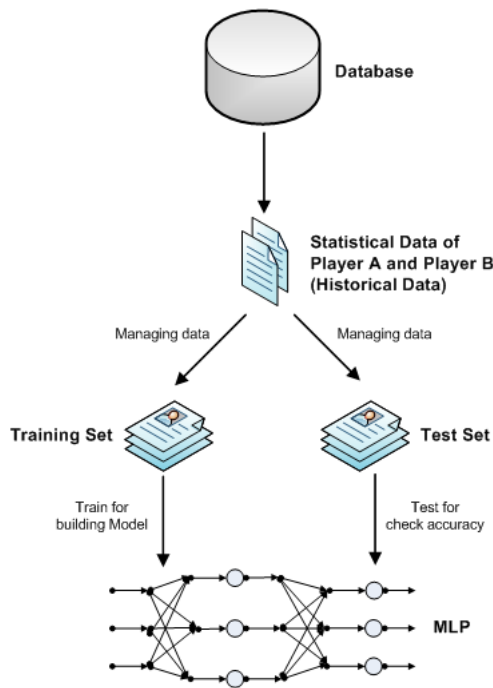 Database
Statistical Data of
Player A and Player B
(Historical Data)
Managing data
Managing data
Training Set
Test Set
Train for
building Model
Test for
check accuracy
MLP